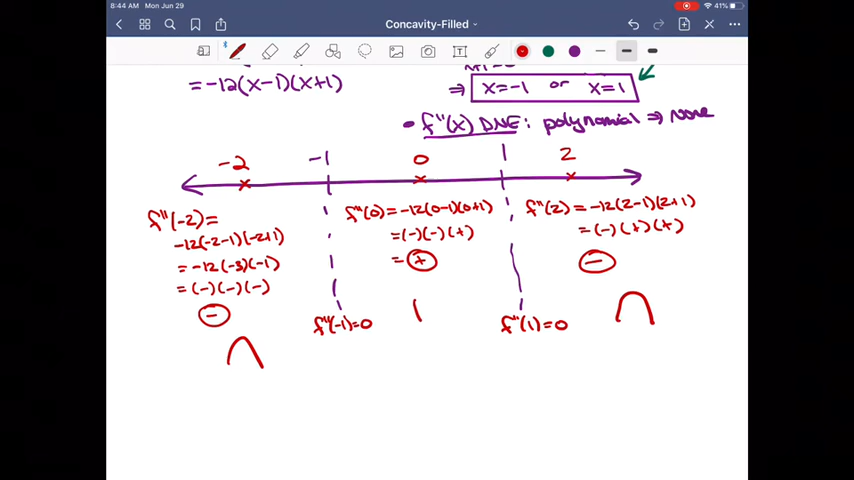 8:44 AM Mon Jun 29
41%
Concavity-Filled
= -12(x-1)(x+1)
⇒ x=-1 or x=1
• f"(x) DNE: polynomial ⇒ none
-2 -1 0 1 2
f"(-2)=
-12(-2-1)(-2+1)
= -12(-3)(-1)
= (-)(-)(-)
-
f"(-1)=0
f"(0) = -12(0-1)(0+1)
= (-)(-)(+)
= +
f"(1)=0
f"(2) = -12(2-1)(2+1)
= (-)(+)(+)
-